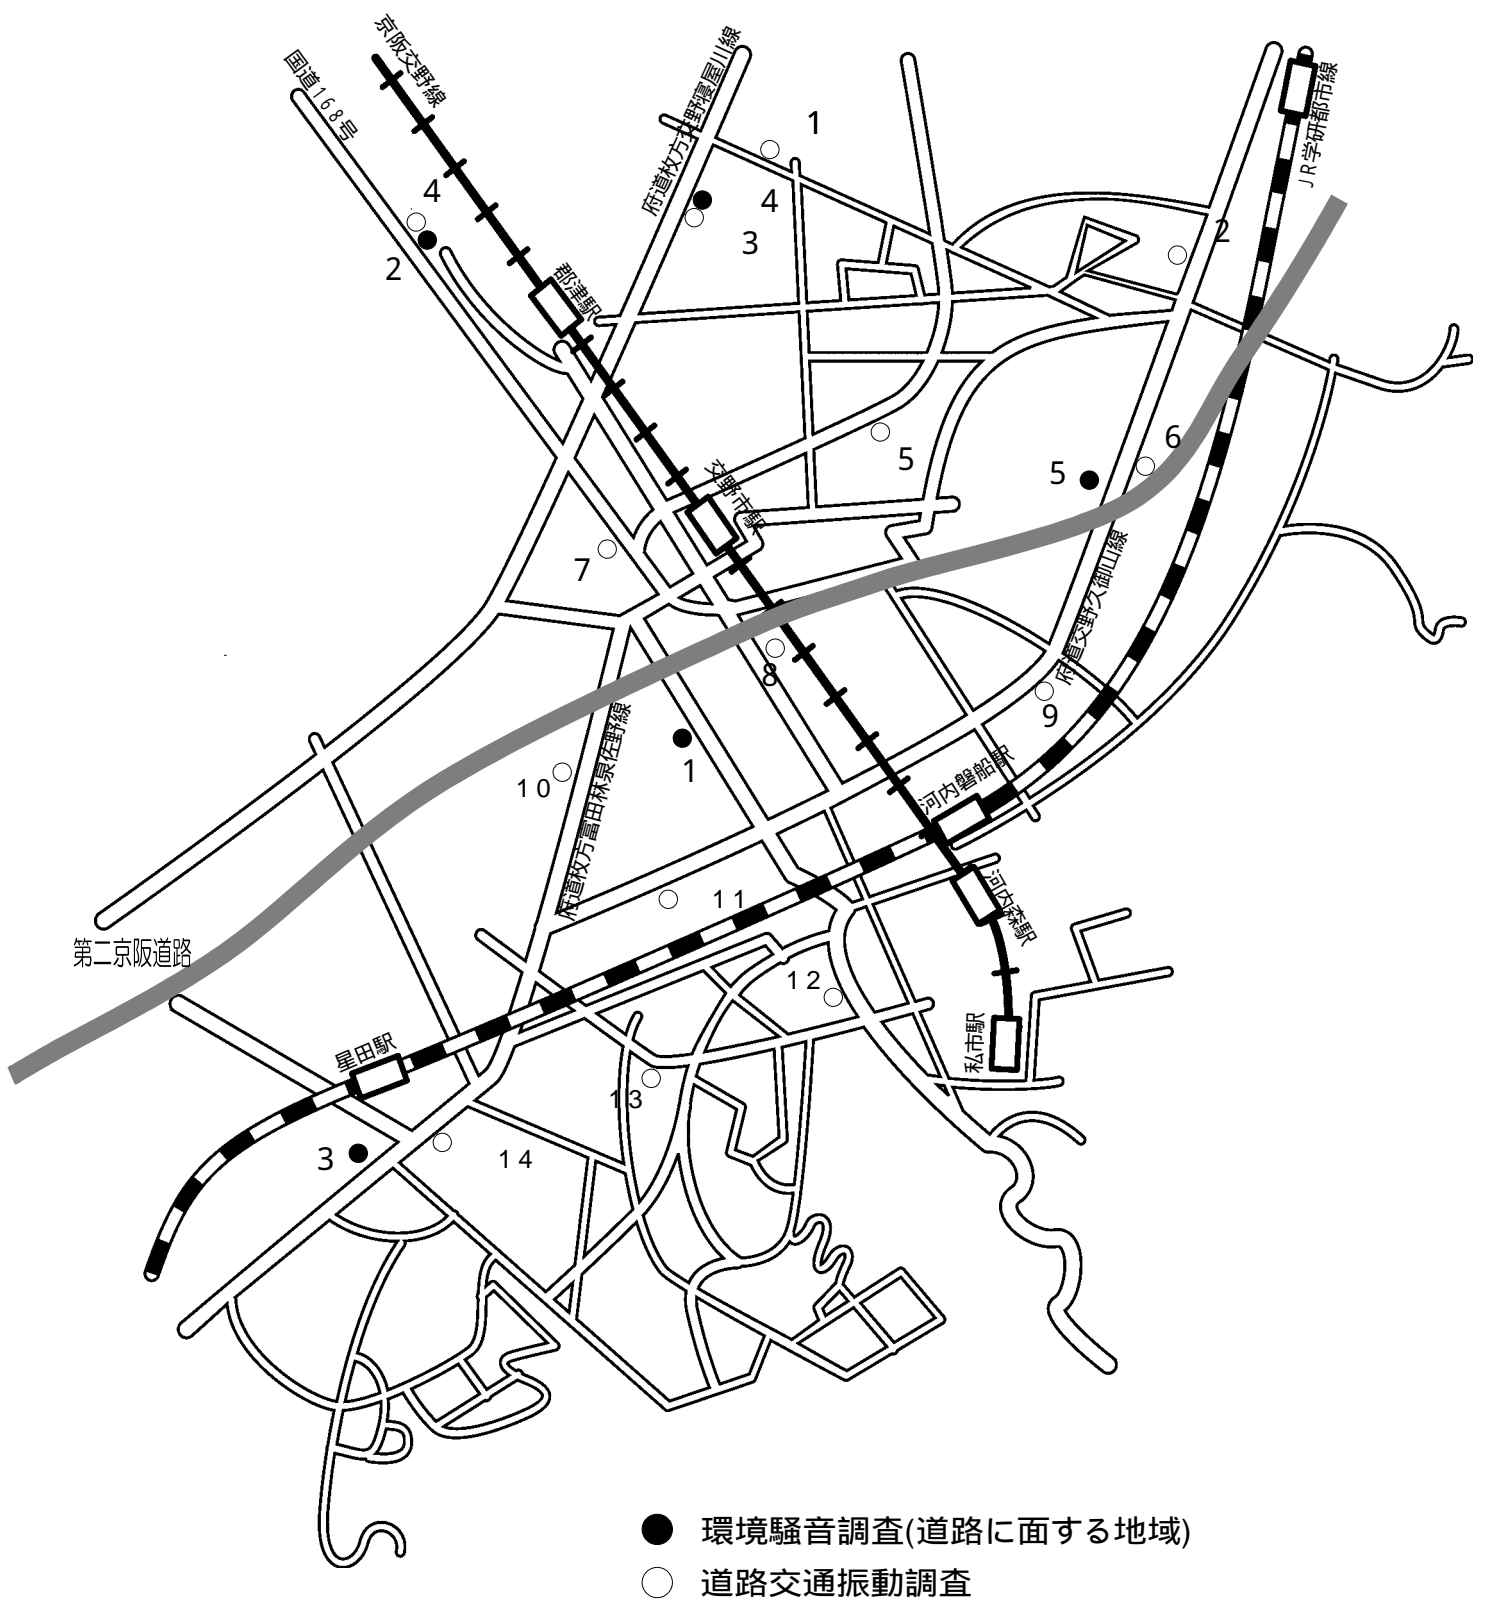 京阪交野線
国道168号
府道枚方交野寝屋川線
JR学研都市線
1
4
4
3
2
2
郡津駅
5
6
5
交野市駅
7
府道交野久御山線
8
9
1
10
府道枚方富田林泉佐野線
河内磐船駅
11
河内森駅
第二京阪道路
12
私市駅
星田駅
13
3
14
環境騒音調査(道路に面する地域)
道路交通振動調査